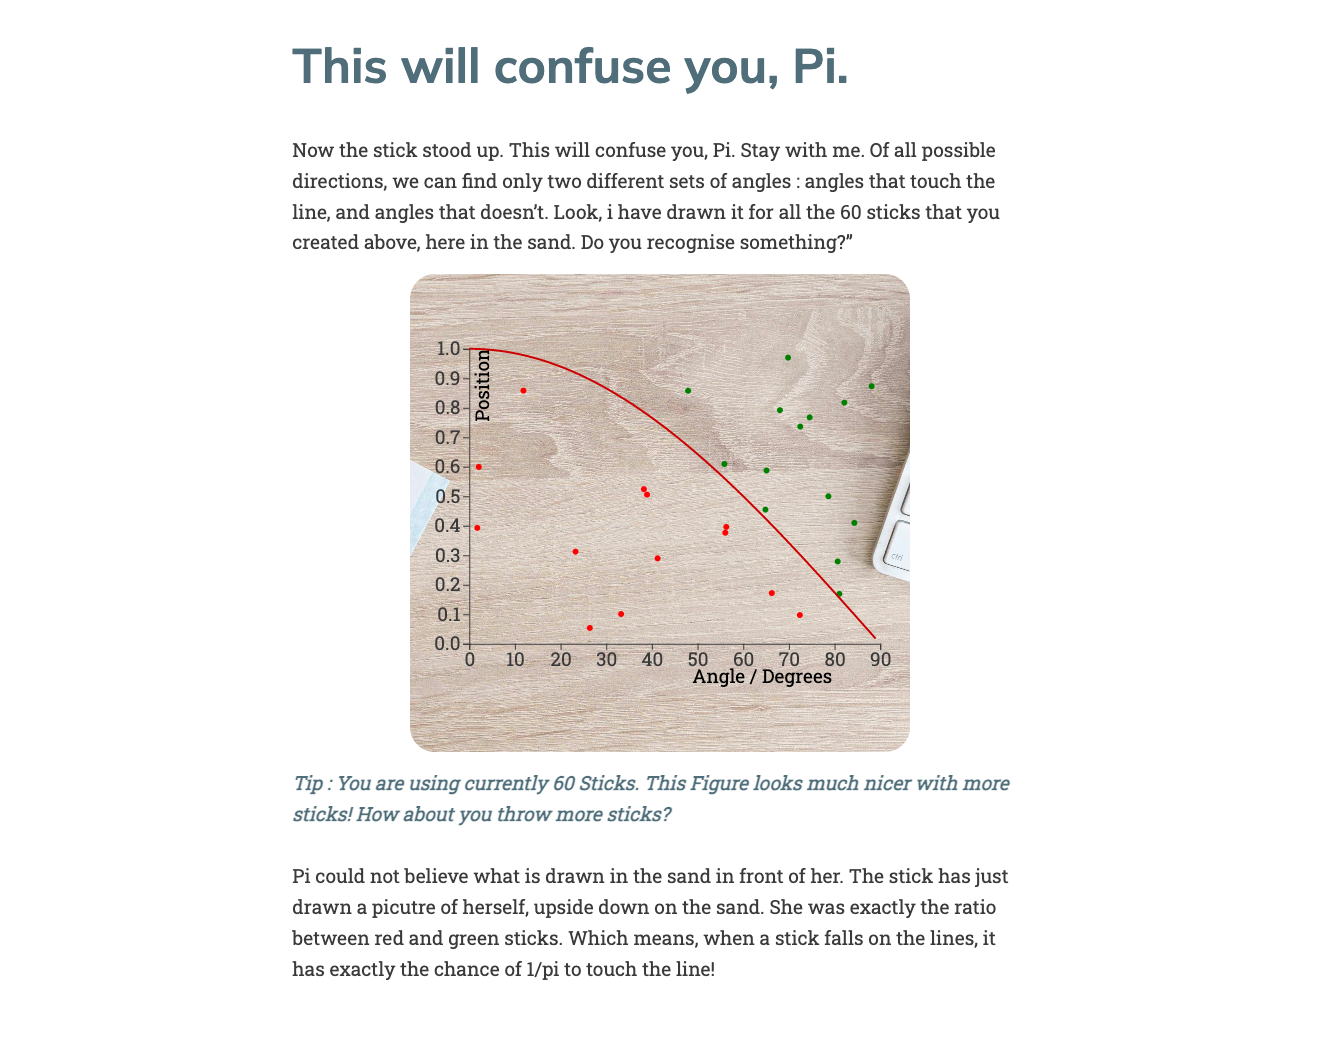 This will confuse you, Pi.
Now the stick stood up. This will confuse you, Pi. Stay with me. Of all possible
directions, we can find only two different sets of angles : angles that touch the
line, and angles that doesn’t. Look, i have drawn it for all the 60 sticks that you
created above, here in the sand. Do you recognise something?”
1.0
Position
0.9
0.8
0.7
0.6
0.5
0.4
0.3
0.2
0.1
0.0
ctrl
0 10 20 30 40 50 60 70 80 90
Angle / Degrees
Tip : You are using currently 60 Sticks. This Figure looks much nicer with more
sticks! How about you throw more sticks?
Pi could not believe what is drawn in the sand in front of her. The stick has just
drawn a picutre of herself, upside down on the sand. She was exactly the ratio
between red and green sticks. Which means, when a stick falls on the lines, it
has exactly the chance of 1/pi to touch the line!